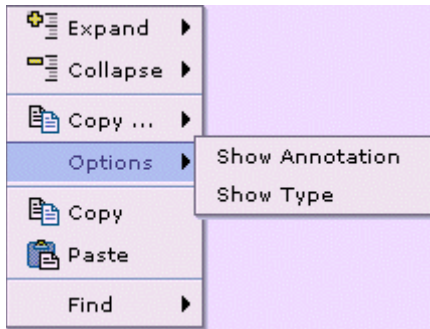 Expand
Collapse
Copy ...
Options
Show Annotation
Show Type
Copy
Paste
Find